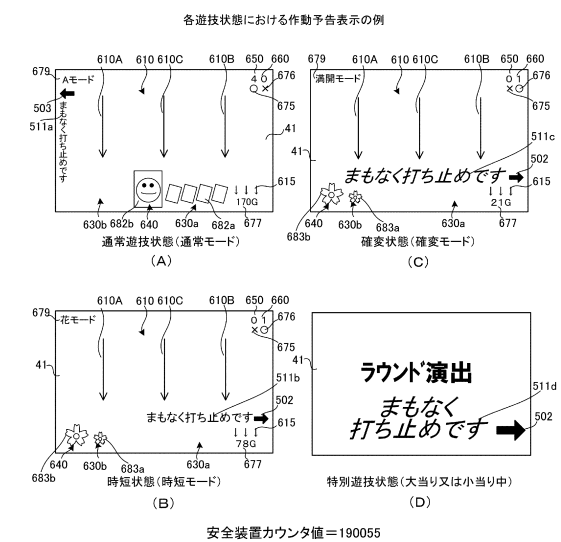 各遊技状態における作動予告表示の例
610A 610 610C 610B 650 660
679
Aモード
4 0
○ ×
676
675
503
511a
まもなく打ち止めです
41
615
170G
630b 682b 640 630a 682a 677
通常遊技状態(通常モード)
(A)
610A 610 610C 610B 650 660
679
満開モード
0 1
× ○
676
675
511c
41
まもなく打ち止めです
502
615
21G
640 630b 683a 630a 677
683b
確変状態(確変モード)
(C)
610A 610 610C 610B 650 660
679
花モード
0 1
× ○
676
675
41
511b
まもなく打ち止めです
502
615
78G
640 630b 683a 630a 677
683b
時短状態(時短モード)
(B)
41
ラウンド演出
511d
まもなく
打ち止めです
502
特別遊技状態(大当り又は小当り中)
(D)
安全装置カウンタ値=190055